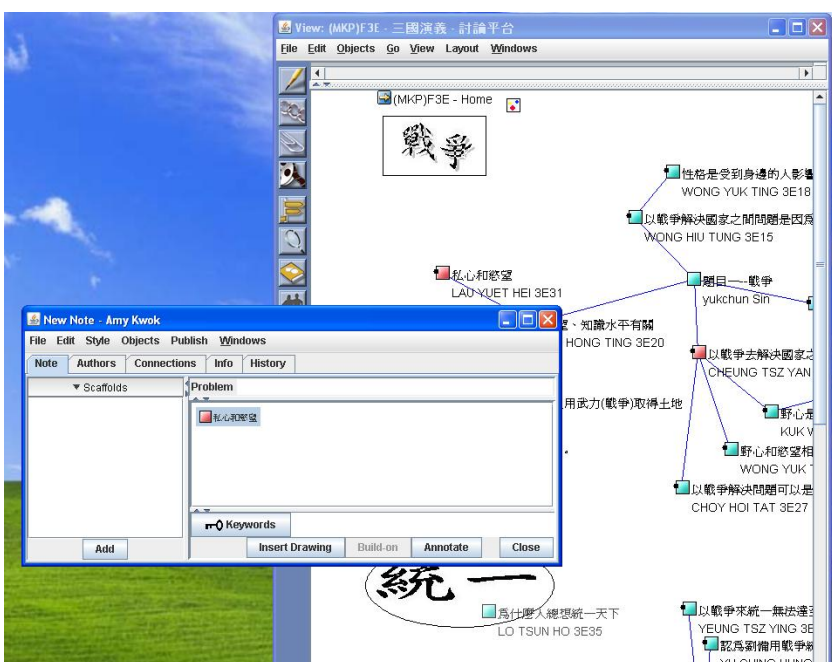 View: (MKP)F3E - 三國演義 - 討論平台
File Edit Objects Go View Layout Windows
(MKP)F3E - Home
戰爭
性格是受到身邊的人影響
WONG YUK TING 3E18
以戰爭解決國家之間問題是因為
WONG HIU TUNG 3E15
私心和慾望
LAU YUET HEI 3E31
題目一--戰爭
yukchun Sin
、知識水平有關
HONG TING 3E20
以戰爭去解決國家之
CHEUNG TSZ YAN
用武力(戰爭)取得土地
野心是
KUK
野心和慾望相
WONG YUK
以戰爭解決問題可以是
CHOY HOI TAT 3E27
New Note - Amy Kwok
File Edit Style Objects Publish Windows
Note Authors Connections Info History
Scaffolds
Problem
私心和慾望
Keywords
Add
Insert Drawing Build-on Annotate Close
統一
爲什麼人總想統一天下
LO TSUN HO 3E35
以戰爭來統一無法達至
YEUNG TSZ YING 3E
認爲劉備用戰爭